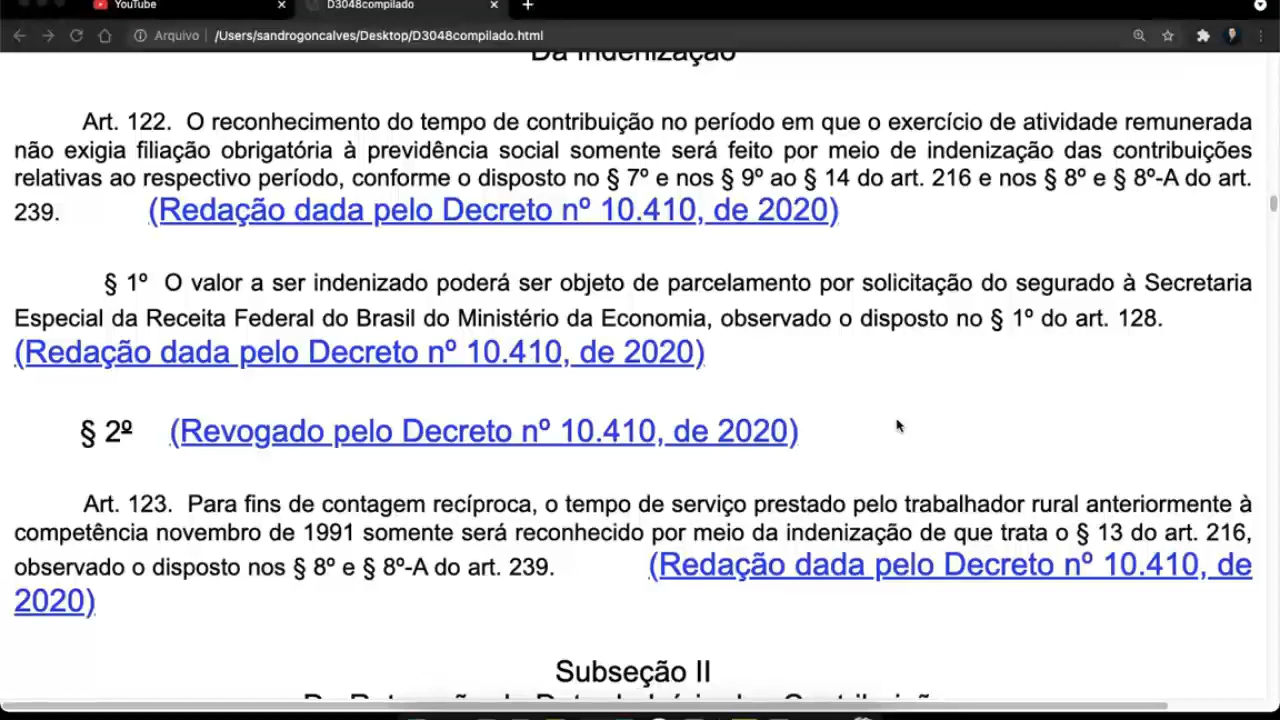 YouTube
D3048compilado
Arquivo
/Users/sandrogoncalves/Desktop/D3048compilado.html
Da Indenização
Art. 122. O reconhecimento do tempo de contribuição no período em que o exercício de atividade remunerada
não exigia filiação obrigatória à previdência social somente será feito por meio de indenização das contribuições
relativas ao respectivo período, conforme o disposto no § 7º e nos § 9º ao § 14 do art. 216 e nos § 8º e § 8º-A do art.
239. (Redação dada pelo Decreto nº 10.410, de 2020)
§ 1º O valor a ser indenizado poderá ser objeto de parcelamento por solicitação do segurado à Secretaria
Especial da Receita Federal do Brasil do Ministério da Economia, observado o disposto no § 1º do art. 128.
(Redação dada pelo Decreto nº 10.410, de 2020)
§ 2º (Revogado pelo Decreto nº 10.410, de 2020)
Art. 123. Para fins de contagem recíproca, o tempo de serviço prestado pelo trabalhador rural anteriormente à
competência novembro de 1991 somente será reconhecido por meio da indenização de que trata o § 13 do art. 216,
observado o disposto nos § 8º e § 8º-A do art. 239. (Redação dada pelo Decreto nº 10.410, de
2020)
Subseção II